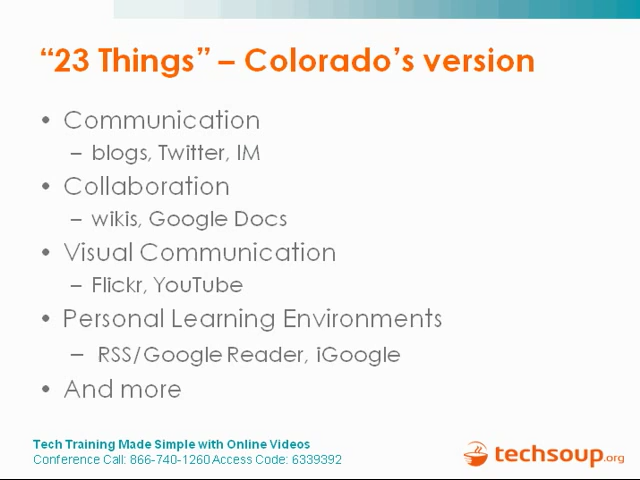 “23 Things” – Colorado’s version
• Communication
– blogs, Twitter, IM
• Collaboration
– wikis, Google Docs
• Visual Communication
– Flickr, YouTube
• Personal Learning Environments
– RSS/Google Reader, iGoogle
• And more
Tech Training Made Simple with Online Videos
Conference Call: 866-740-1260 Access Code: 6339392
techsoup.org